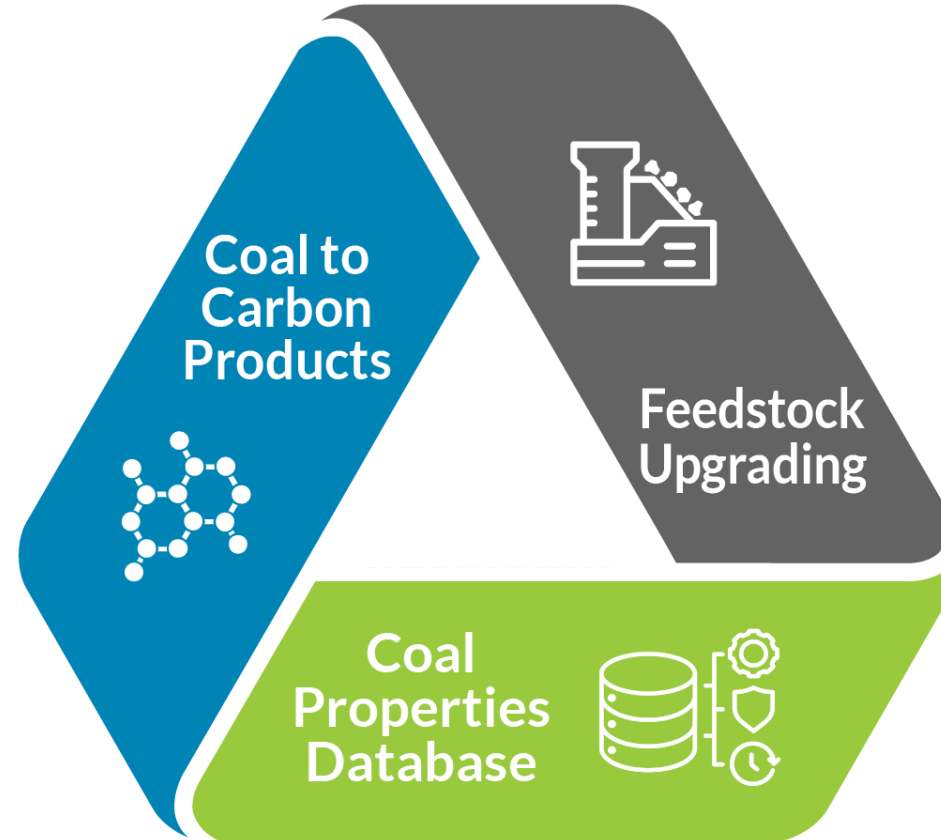 Coal to
Carbon
Products
Feedstock
Upgrading
Coal
Properties
Database